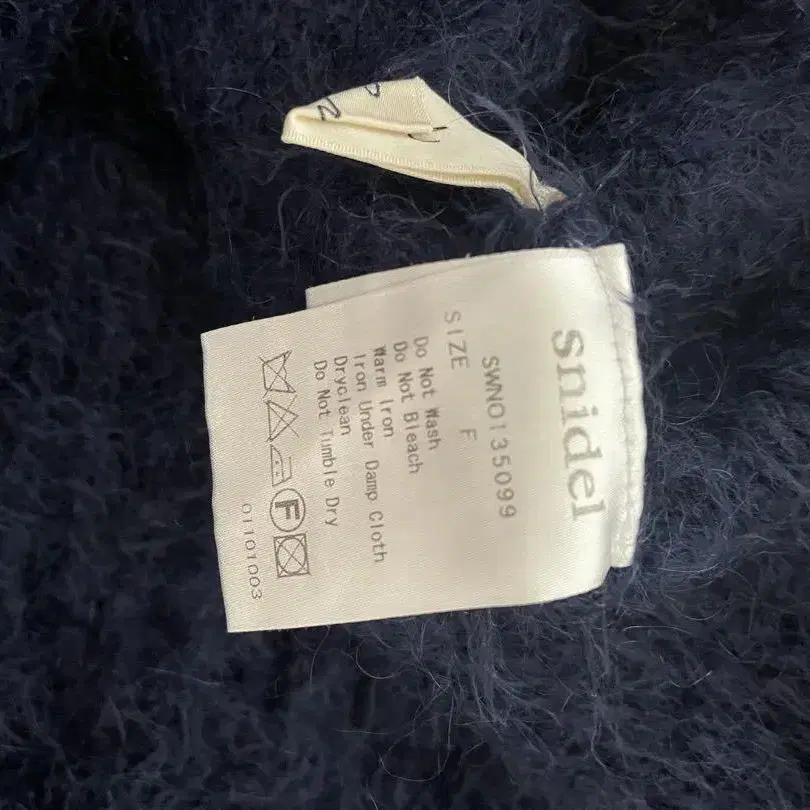 snidel
SWNO135099
SIZE F
Do Not Wash
Do Not Bleach
Warm Iron
Iron Under Damp Cloth
Dryclean
Do Not Tumble Dry
F
01101003